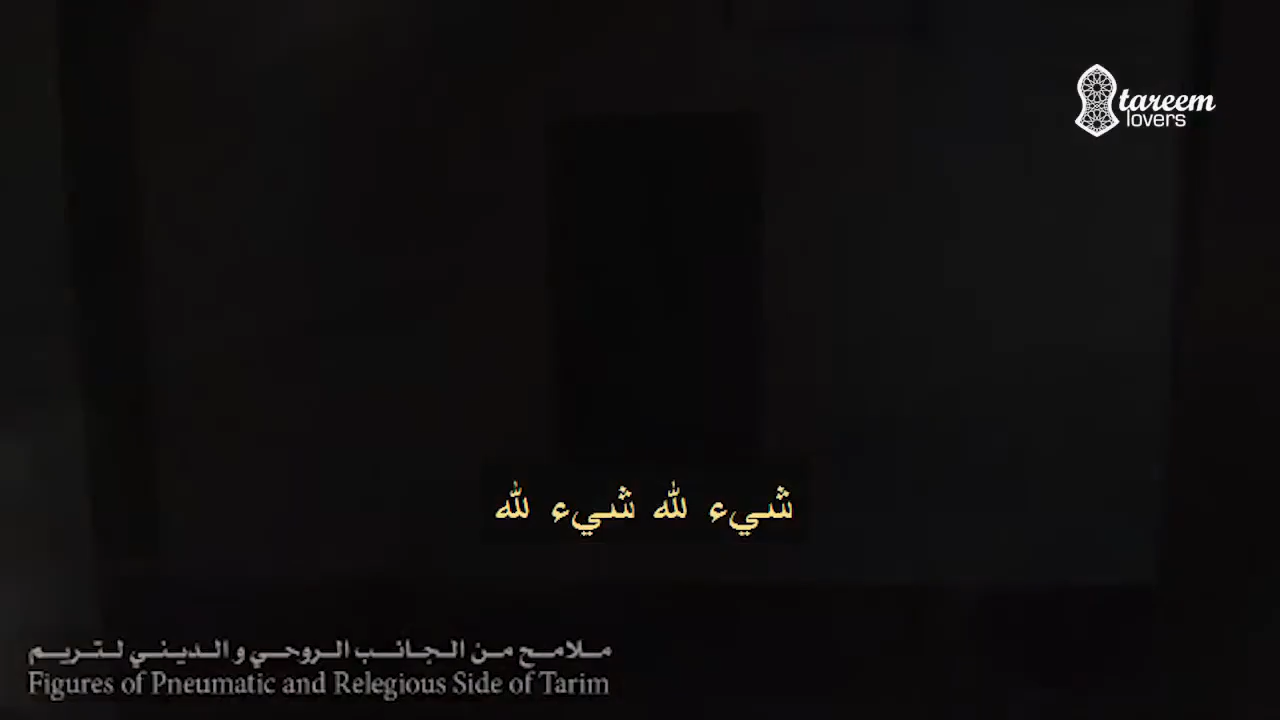 tareem
lovers
شيء لله شيء لله
ملامح من الجانب الروحي و الديني لتريم
Figures of Pneumatic and Relegious Side of Tarim